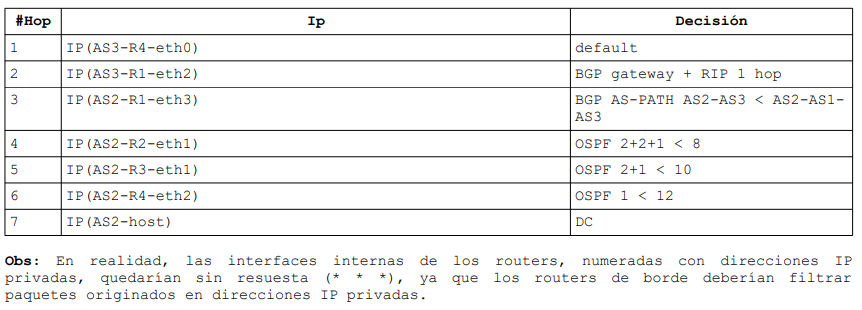 #Hop Ip Decisión
1 IP(AS3-R4-eth0) default
2 IP(AS3-R1-eth2) BGP gateway + RIP 1 hop
3 IP(AS2-R1-eth3) BGP AS-PATH AS2-AS3 < AS2-AS1-
AS3
4 IP(AS2-R2-eth1) OSPF 2+2+1 < 8
5 IP(AS2-R3-eth1) OSPF 2+1 < 10
6 IP(AS2-R4-eth2) OSPF 1 < 12
7 IP(AS2-host) DC
Obs: En realidad, las interfaces internas de los routers, numeradas con direcciones IP
privadas, quedarían sin resuesta (* * *), ya que los routers de borde deberían filtrar
paquetes originados en direcciones IP privadas.